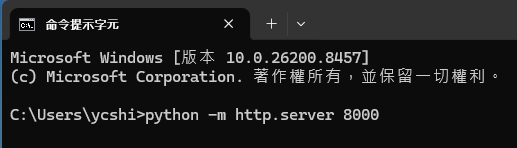 命令提示字元
Microsoft Windows [版本 10.0.26200.8457]
(c) Microsoft Corporation. 著作權所有，並保留一切權利。
C:\Users\ycshi>python -m http.server 8000